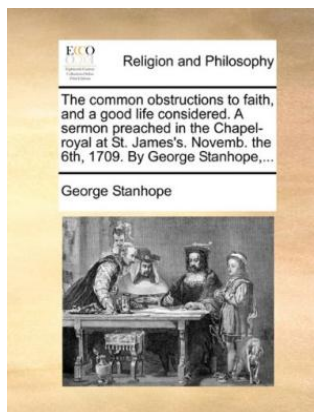 ECCO
Religion and Philosophy
The common obstructions to faith,
and a good life considered. A
sermon preached in the Chapel-
royal at St. James's. Novemb. the
6th, 1709. By George Stanhope,...
George Stanhope